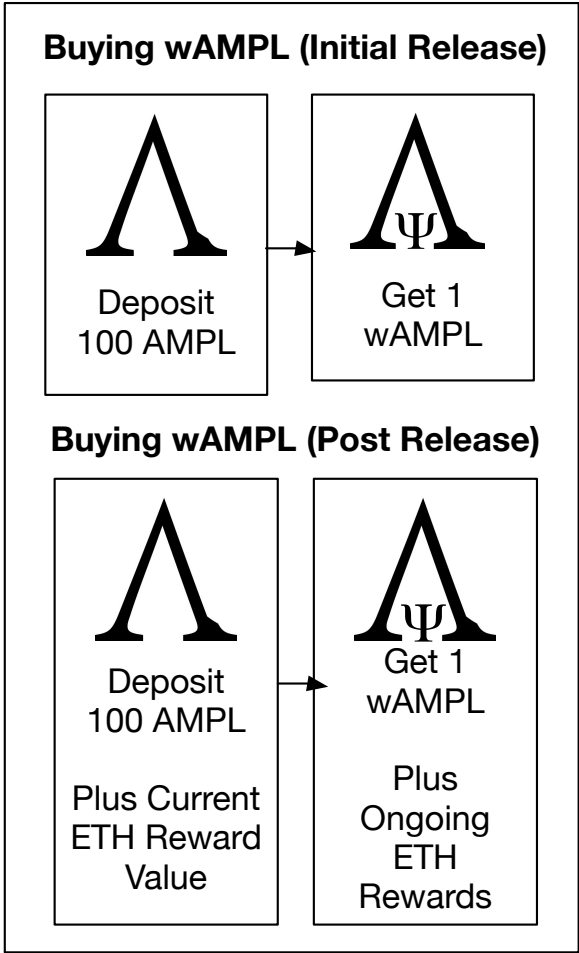 Buying wAMPL (Initial Release)
Deposit
100 AMPL
Ψ
Get 1
wAMPL
Buying wAMPL (Post Release)
Deposit
100 AMPL
Plus Current
ETH Reward
Value
Ψ
Get 1
wAMPL
Plus
Ongoing
ETH
Rewards